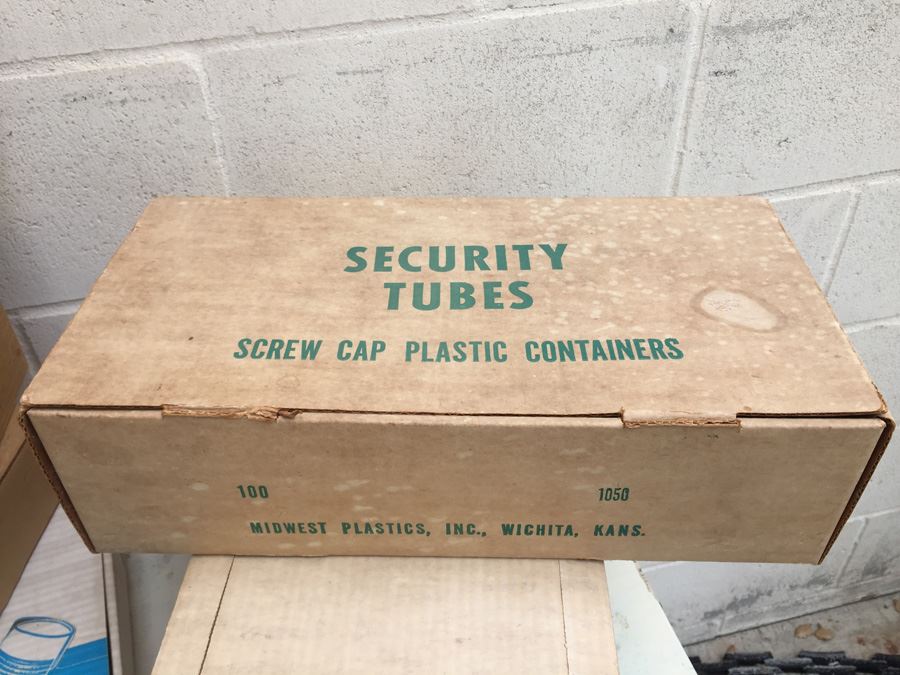 SECURITY
TUBES
SCREW CAP PLASTIC CONTAINERS
100 1050
MIDWEST PLASTICS, INC., WICHITA, KANS.